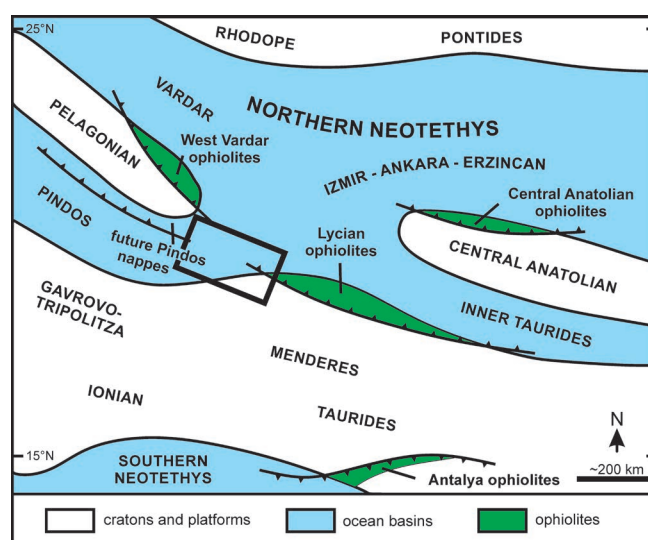 25°N
RHODOPE
PONTIDES
VARDAR
NORTHERN NEOTETHYS
PELAGONIAN
West Vardar
ophiolites
IZMIR - ANKARA - ERZINCAN
Central Anatolian
ophiolites
PINDOS
future Pindos
nappes
Lycian
ophiolites
CENTRAL ANATOLIAN
GAVROVO-
TRIPOLITZA
INNER TAURIDES
MENDERES
IONIAN
TAURIDES
N
15°N
SOUTHERN
NEOTETHYS
Antalya ophiolites
~200 km
cratons and platforms
ocean basins
ophiolites